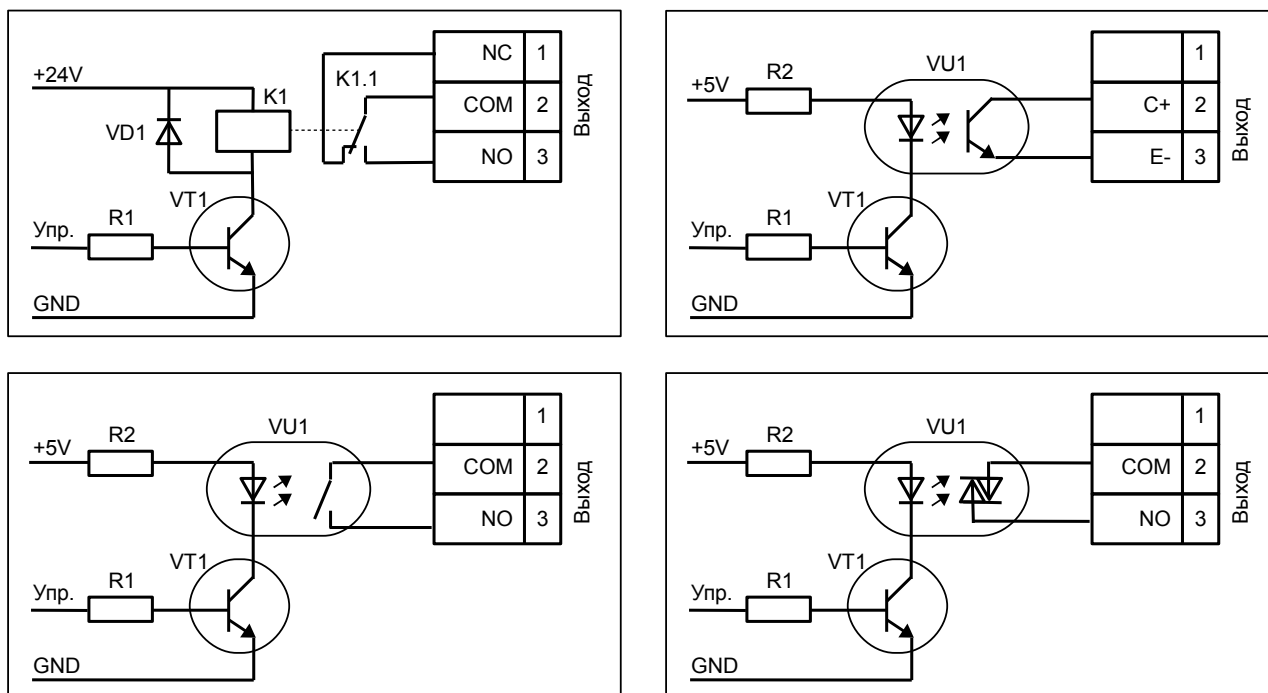 +24V
VD1
K1
K1.1
NC 1
COM 2
NO 3
Выход
VT1
Упр.
R1
GND
+5V
R2
VU1
1
C+ 2
E- 3
Выход
VT1
Упр.
R1
GND
+5V
R2
VU1
1
COM 2
NO 3
Выход
VT1
Упр.
R1
GND
+5V
R2
VU1
1
COM 2
NO 3
Выход
VT1
Упр.
R1
GND